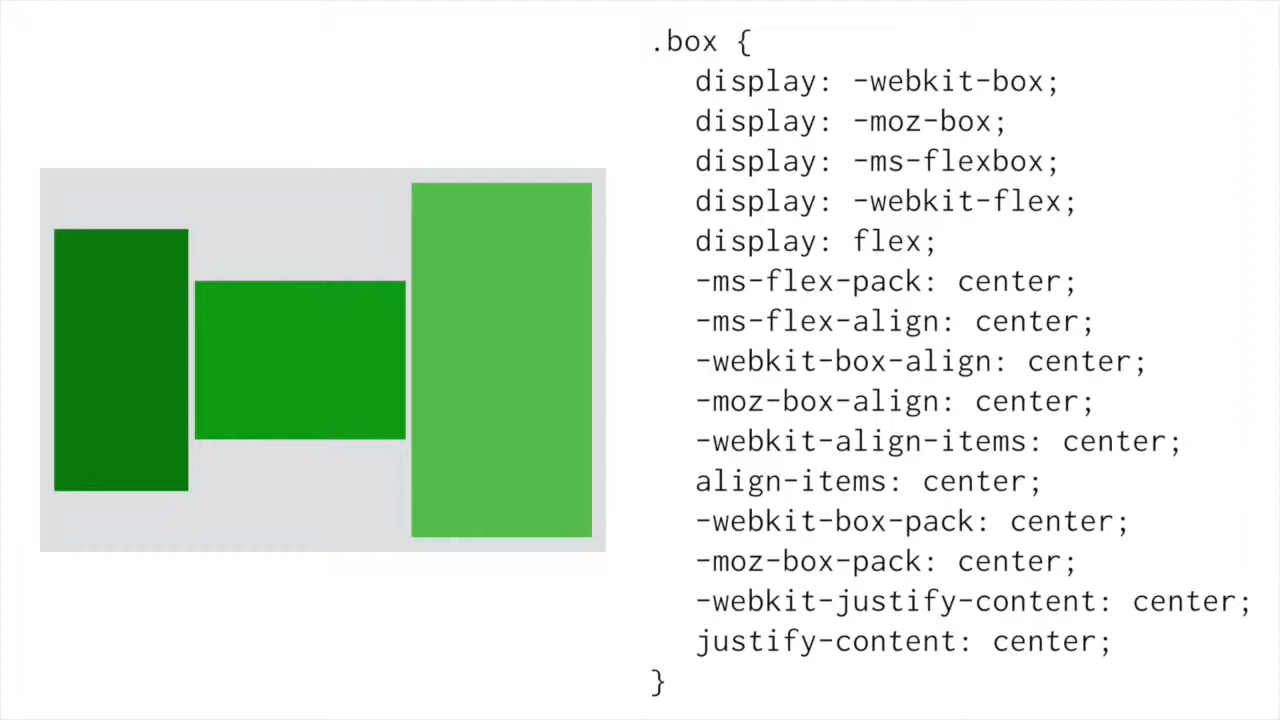 .box {
display: -webkit-box;
display: -moz-box;
display: -ms-flexbox;
display: -webkit-flex;
display: flex;
-ms-flex-pack: center;
-ms-flex-align: center;
-webkit-box-align: center;
-moz-box-align: center;
-webkit-align-items: center;
align-items: center;
-webkit-box-pack: center;
-moz-box-pack: center;
-webkit-justify-content: center;
justify-content: center;
}